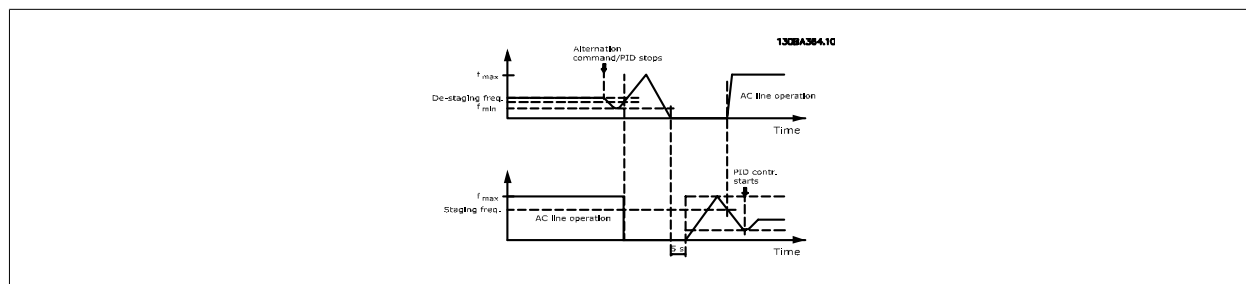 130BA364.10
Alternation
command/PID stops
f max
De-staging freq.
f min
AC line operation
Time
PID contr.
starts
f max
Staging freq.
AC line operation
5 s
Time